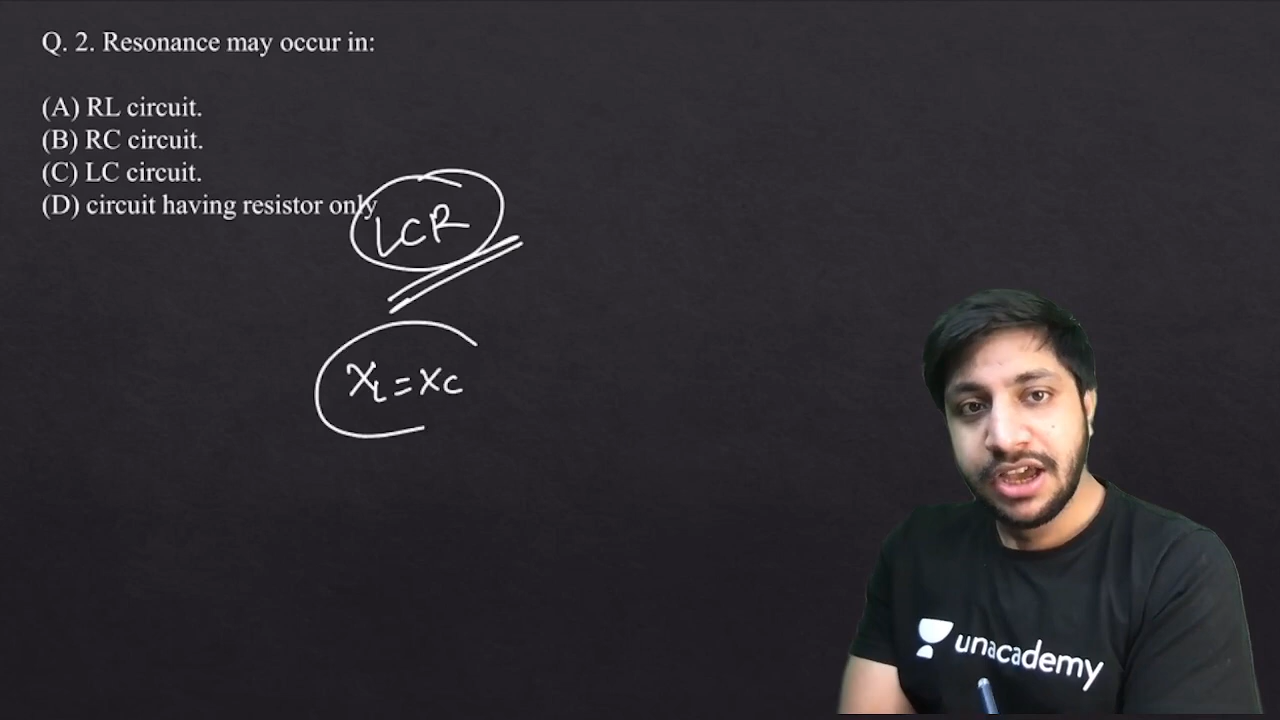 Q. 2. Resonance may occur in:
(A) RL circuit.
(B) RC circuit.
(C) LC circuit.
(D) circuit having resistor only
LCR
XL = XC
unacademy